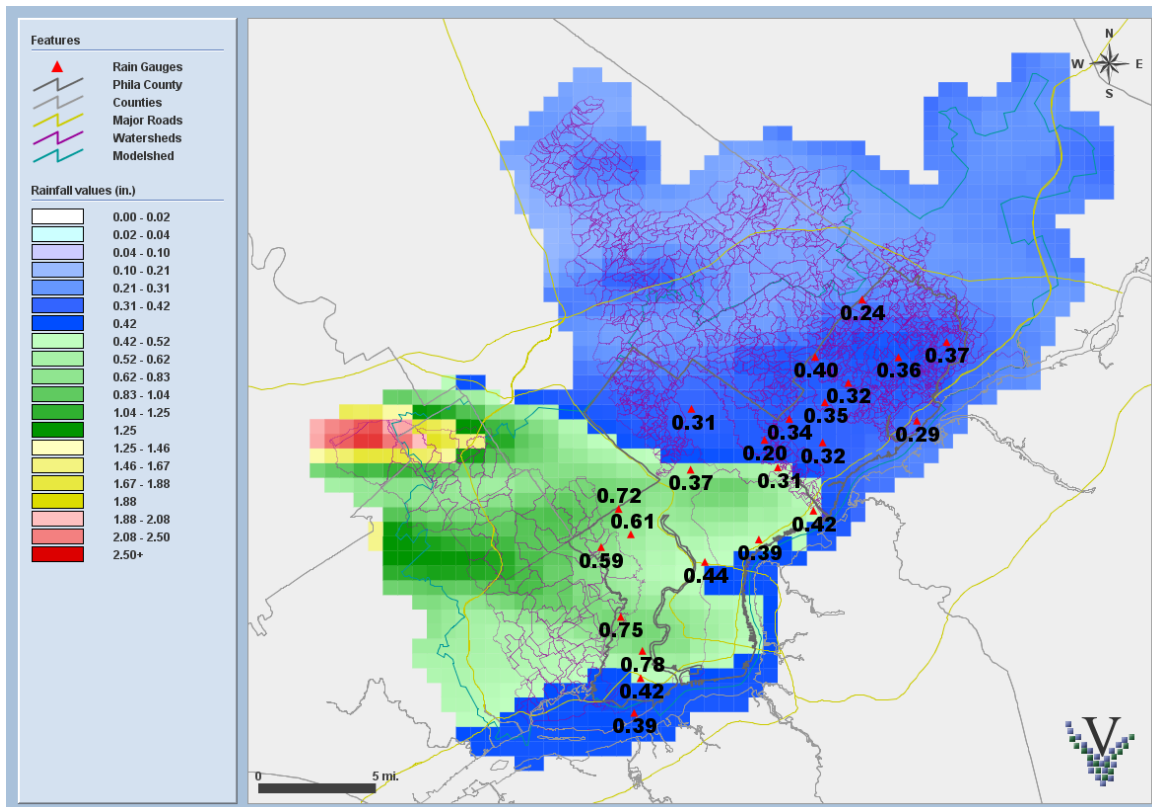 Features
Rain Gauges
Phila County
Counties
Major Roads
Watersheds
Modelshed
Rainfall values (in.)
0.00 - 0.02
0.02 - 0.04
0.04 - 0.10
0.10 - 0.21
0.21 - 0.31
0.31 - 0.42
0.42
0.42 - 0.52
0.52 - 0.62
0.62 - 0.83
0.83 - 1.04
1.04 - 1.25
1.25
1.25 - 1.46
1.46 - 1.67
1.67 - 1.88
1.88
1.88 - 2.08
2.08 - 2.50
2.50+
N
W E
S
0.24
0.37
0.40
0.36
0.32
0.35
0.31
0.34
0.29
0.20
0.32
0.31
0.37
0.72
0.61
0.42
0.39
0.59
0.44
0.75
0.78
0.42
0.39
0
5 mi.
V